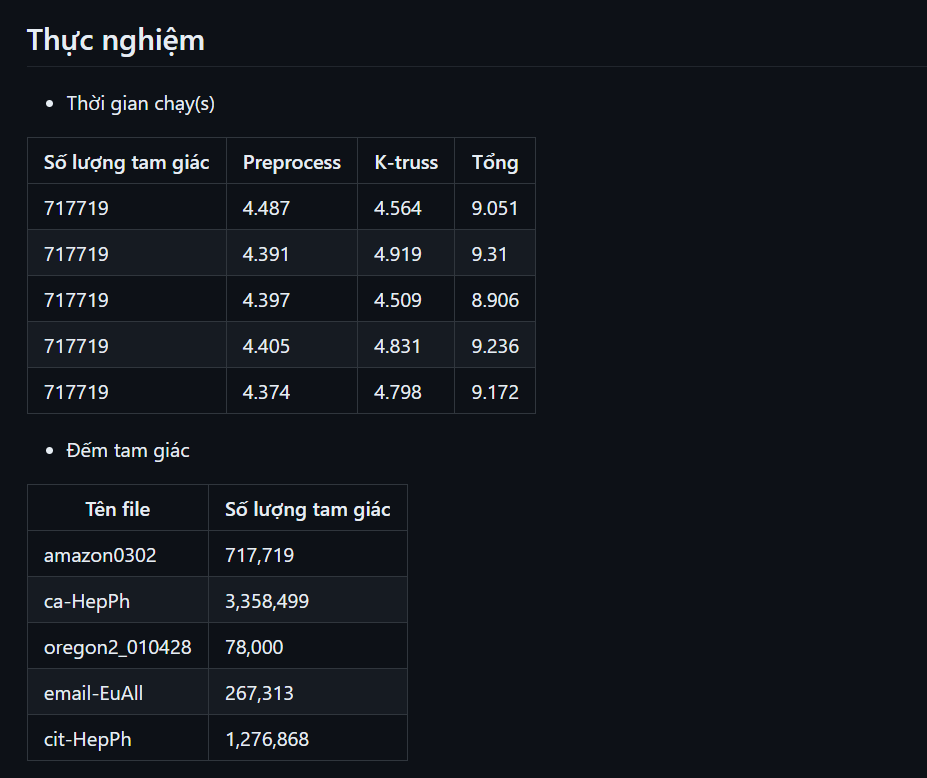 Thực nghiệm
Thời gian chạy(s)
Số lượng tam giác Preprocess K-truss Tổng
717719 4.487 4.564 9.051
717719 4.391 4.919 9.31
717719 4.397 4.509 8.906
717719 4.405 4.831 9.236
717719 4.374 4.798 9.172
Đếm tam giác
Tên file Số lượng tam giác
amazon0302 717,719
ca-HepPh 3,358,499
oregon2_010428 78,000
email-EuAll 267,313
cit-HepPh 1,276,868